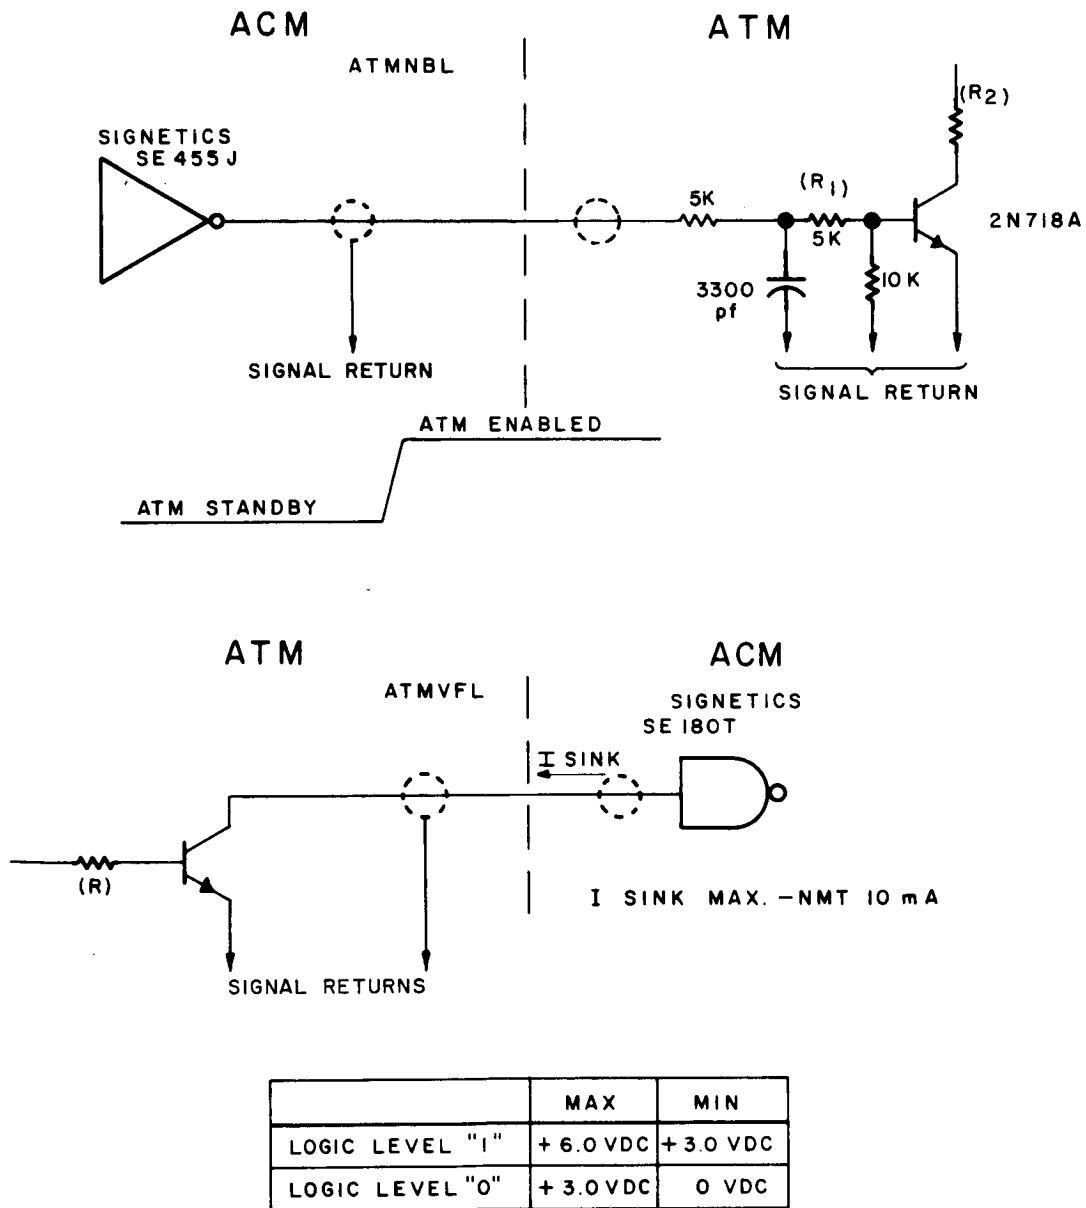 ACM
ATM
ATMNBL
SIGNETICS
SE 455J
(R2)
(R1)
5K
5K
2N718A
10K
3300
pf
SIGNAL RETURN
SIGNAL RETURN
ATM ENABLED
ATM STANDBY
ATM
ACM
ATMVFL
SIGNETICS
SE 180T
I SINK
(R)
I SINK MAX. - NMT 10 mA
SIGNAL RETURNS
MAX MIN
LOGIC LEVEL "1" +6.0 VDC +3.0 VDC
LOGIC LEVEL "0" +3.0 VDC 0 VDC